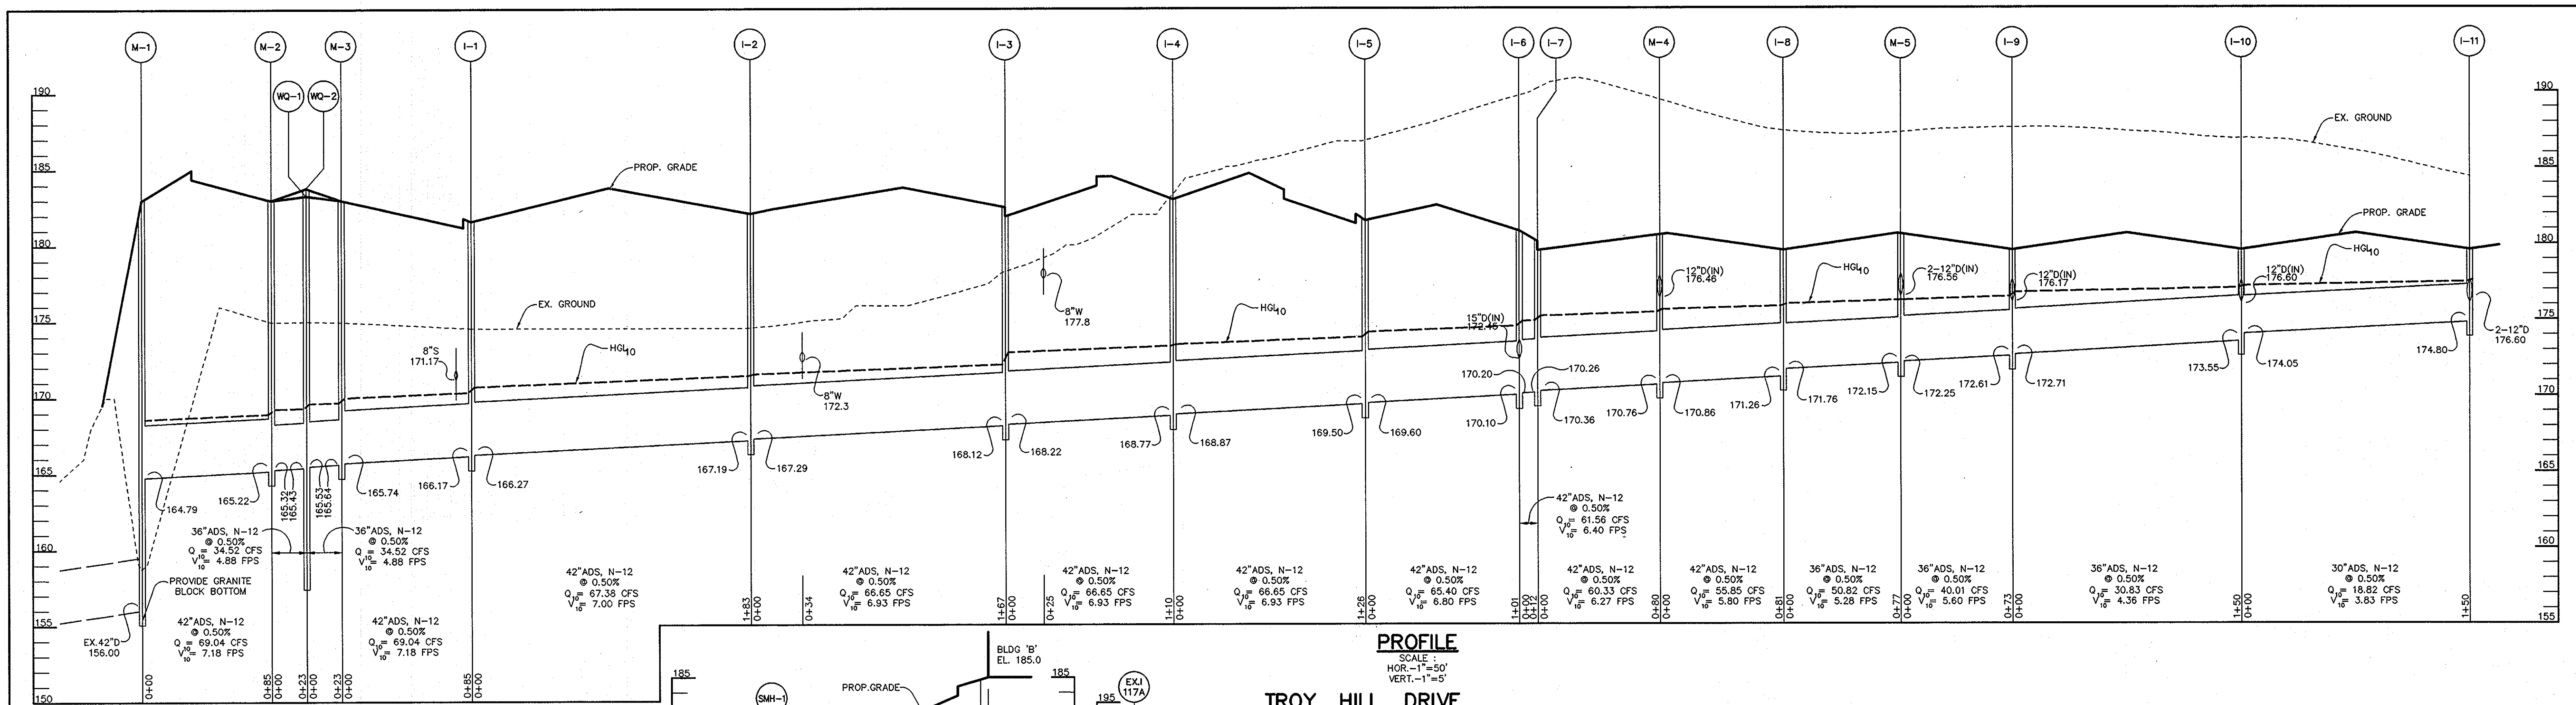 M-1
M-2
M-3
I-1
I-2
I-3
I-4
I-5
I-6
I-7
M-4
I-8
M-5
I-9
I-10
I-11
WQ-1
WQ-2
190
185
180
175
170
165
160
155
150
190
185
180
175
170
165
160
155
PROP. GRADE
EX. GROUND
EX. GROUND
PROP. GRADE
HGL10
HGL10
HGL10
HGL10
8"S
171.17
8"W
172.3
8"W
177.8
15"D(IN)
172.45
12"D(IN)
176.46
2-12"D(IN)
176.56
12"D(IN)
176.17
12"D(IN)
176.60
2-12"D
176.60
164.79
165.22
165.32
165.43
165.53
165.64
165.74
166.17
166.27
167.19
167.29
168.12
168.22
168.77
168.87
169.50
169.60
170.10
170.20
170.26
170.36
170.76
170.86
171.26
171.76
172.15
172.25
172.61
172.71
173.55
174.05
174.80
36"ADS, N-12
@ 0.50%
Q10= 34.52 CFS
V10= 4.88 FPS
36"ADS, N-12
@ 0.50%
Q10= 34.52 CFS
V10= 4.88 FPS
PROVIDE GRANITE
BLOCK BOTTOM
EX.42"D
156.00
42"ADS, N-12
@ 0.50%
Q10= 69.04 CFS
V10= 7.18 FPS
42"ADS, N-12
@ 0.50%
Q10= 69.04 CFS
V10= 7.18 FPS
42"ADS, N-12
@ 0.50%
Q10= 67.38 CFS
V10= 7.00 FPS
42"ADS, N-12
@ 0.50%
Q10= 66.65 CFS
V10= 6.93 FPS
42"ADS, N-12
@ 0.50%
Q10= 66.65 CFS
V10= 6.93 FPS
42"ADS, N-12
@ 0.50%
Q10= 66.65 CFS
V10= 6.93 FPS
42"ADS, N-12
@ 0.50%
Q10= 65.40 CFS
V10= 6.80 FPS
42"ADS, N-12
@ 0.50%
Q10= 61.56 CFS
V10= 6.40 FPS
42"ADS, N-12
@ 0.50%
Q10= 60.33 CFS
V10= 6.27 FPS
42"ADS, N-12
@ 0.50%
Q10= 55.85 CFS
V10= 5.80 FPS
36"ADS, N-12
@ 0.50%
Q10= 50.82 CFS
V10= 5.28 FPS
36"ADS, N-12
@ 0.50%
Q10= 40.01 CFS
V10= 5.60 FPS
36"ADS, N-12
@ 0.50%
Q10= 30.83 CFS
V10= 4.36 FPS
30"ADS, N-12
@ 0.50%
Q10= 18.82 CFS
V10= 3.83 FPS
0+00
0+85
0+00
0+23
0+00
0+23
0+00
0+85
0+00
1+83
0+00
0+34
1+67
0+00
0+25
1+10
0+00
1+26
0+00
1+01
0+00
0+12
0+00
0+80
0+00
0+81
0+00
0+77
0+00
0+73
0+00
1+50
0+00
1+50
PROFILE
SCALE :
HOR.-1"=50'
VERT.-1"=5'
TROY HILL DRIVE
BLDG 'B'
EL. 185.0
185
PROP.GRADE
SMH-1
185
195
EX.I
117A